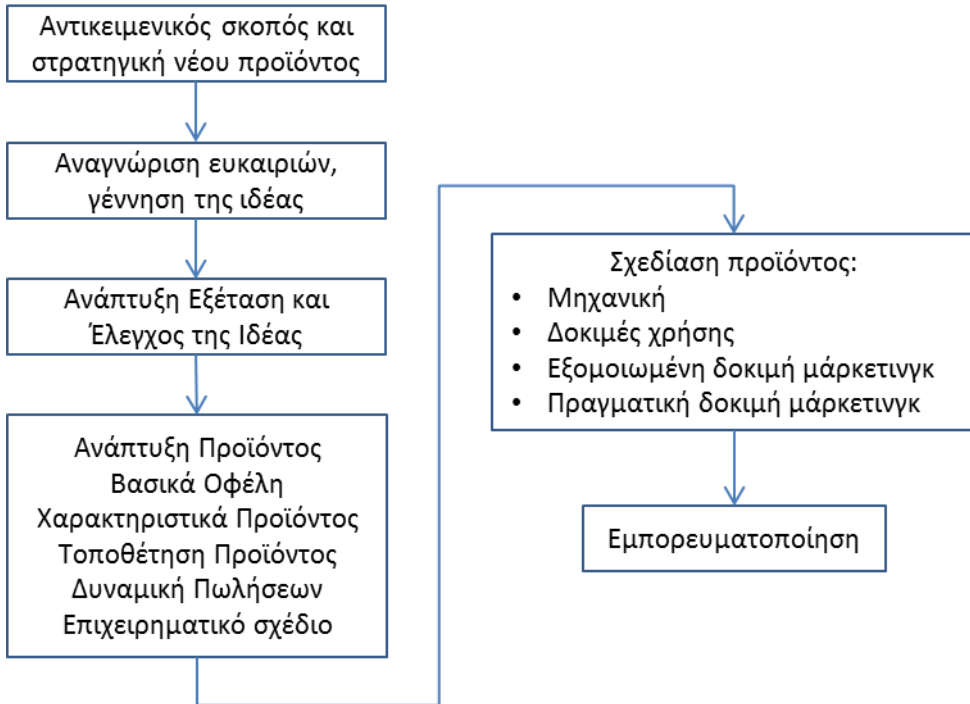 Αντικειμενικός σκοπός και
στρατηγική νέου προϊόντος
Αναγνώριση ευκαιριών,
γέννηση της ιδέας
Ανάπτυξη Εξέταση και
Έλεγχος της Ιδέας
Ανάπτυξη Προϊόντος
Βασικά Οφέλη
Χαρακτηριστικά Προϊόντος
Τοποθέτηση Προϊόντος
Δυναμική Πωλήσεων
Επιχειρηματικό σχέδιο
Σχεδίαση προϊόντος:
• Μηχανική
• Δοκιμές χρήσης
• Εξομοιωμένη δοκιμή μάρκετινγκ
• Πραγματική δοκιμή μάρκετινγκ
Εμπορευματοποίηση